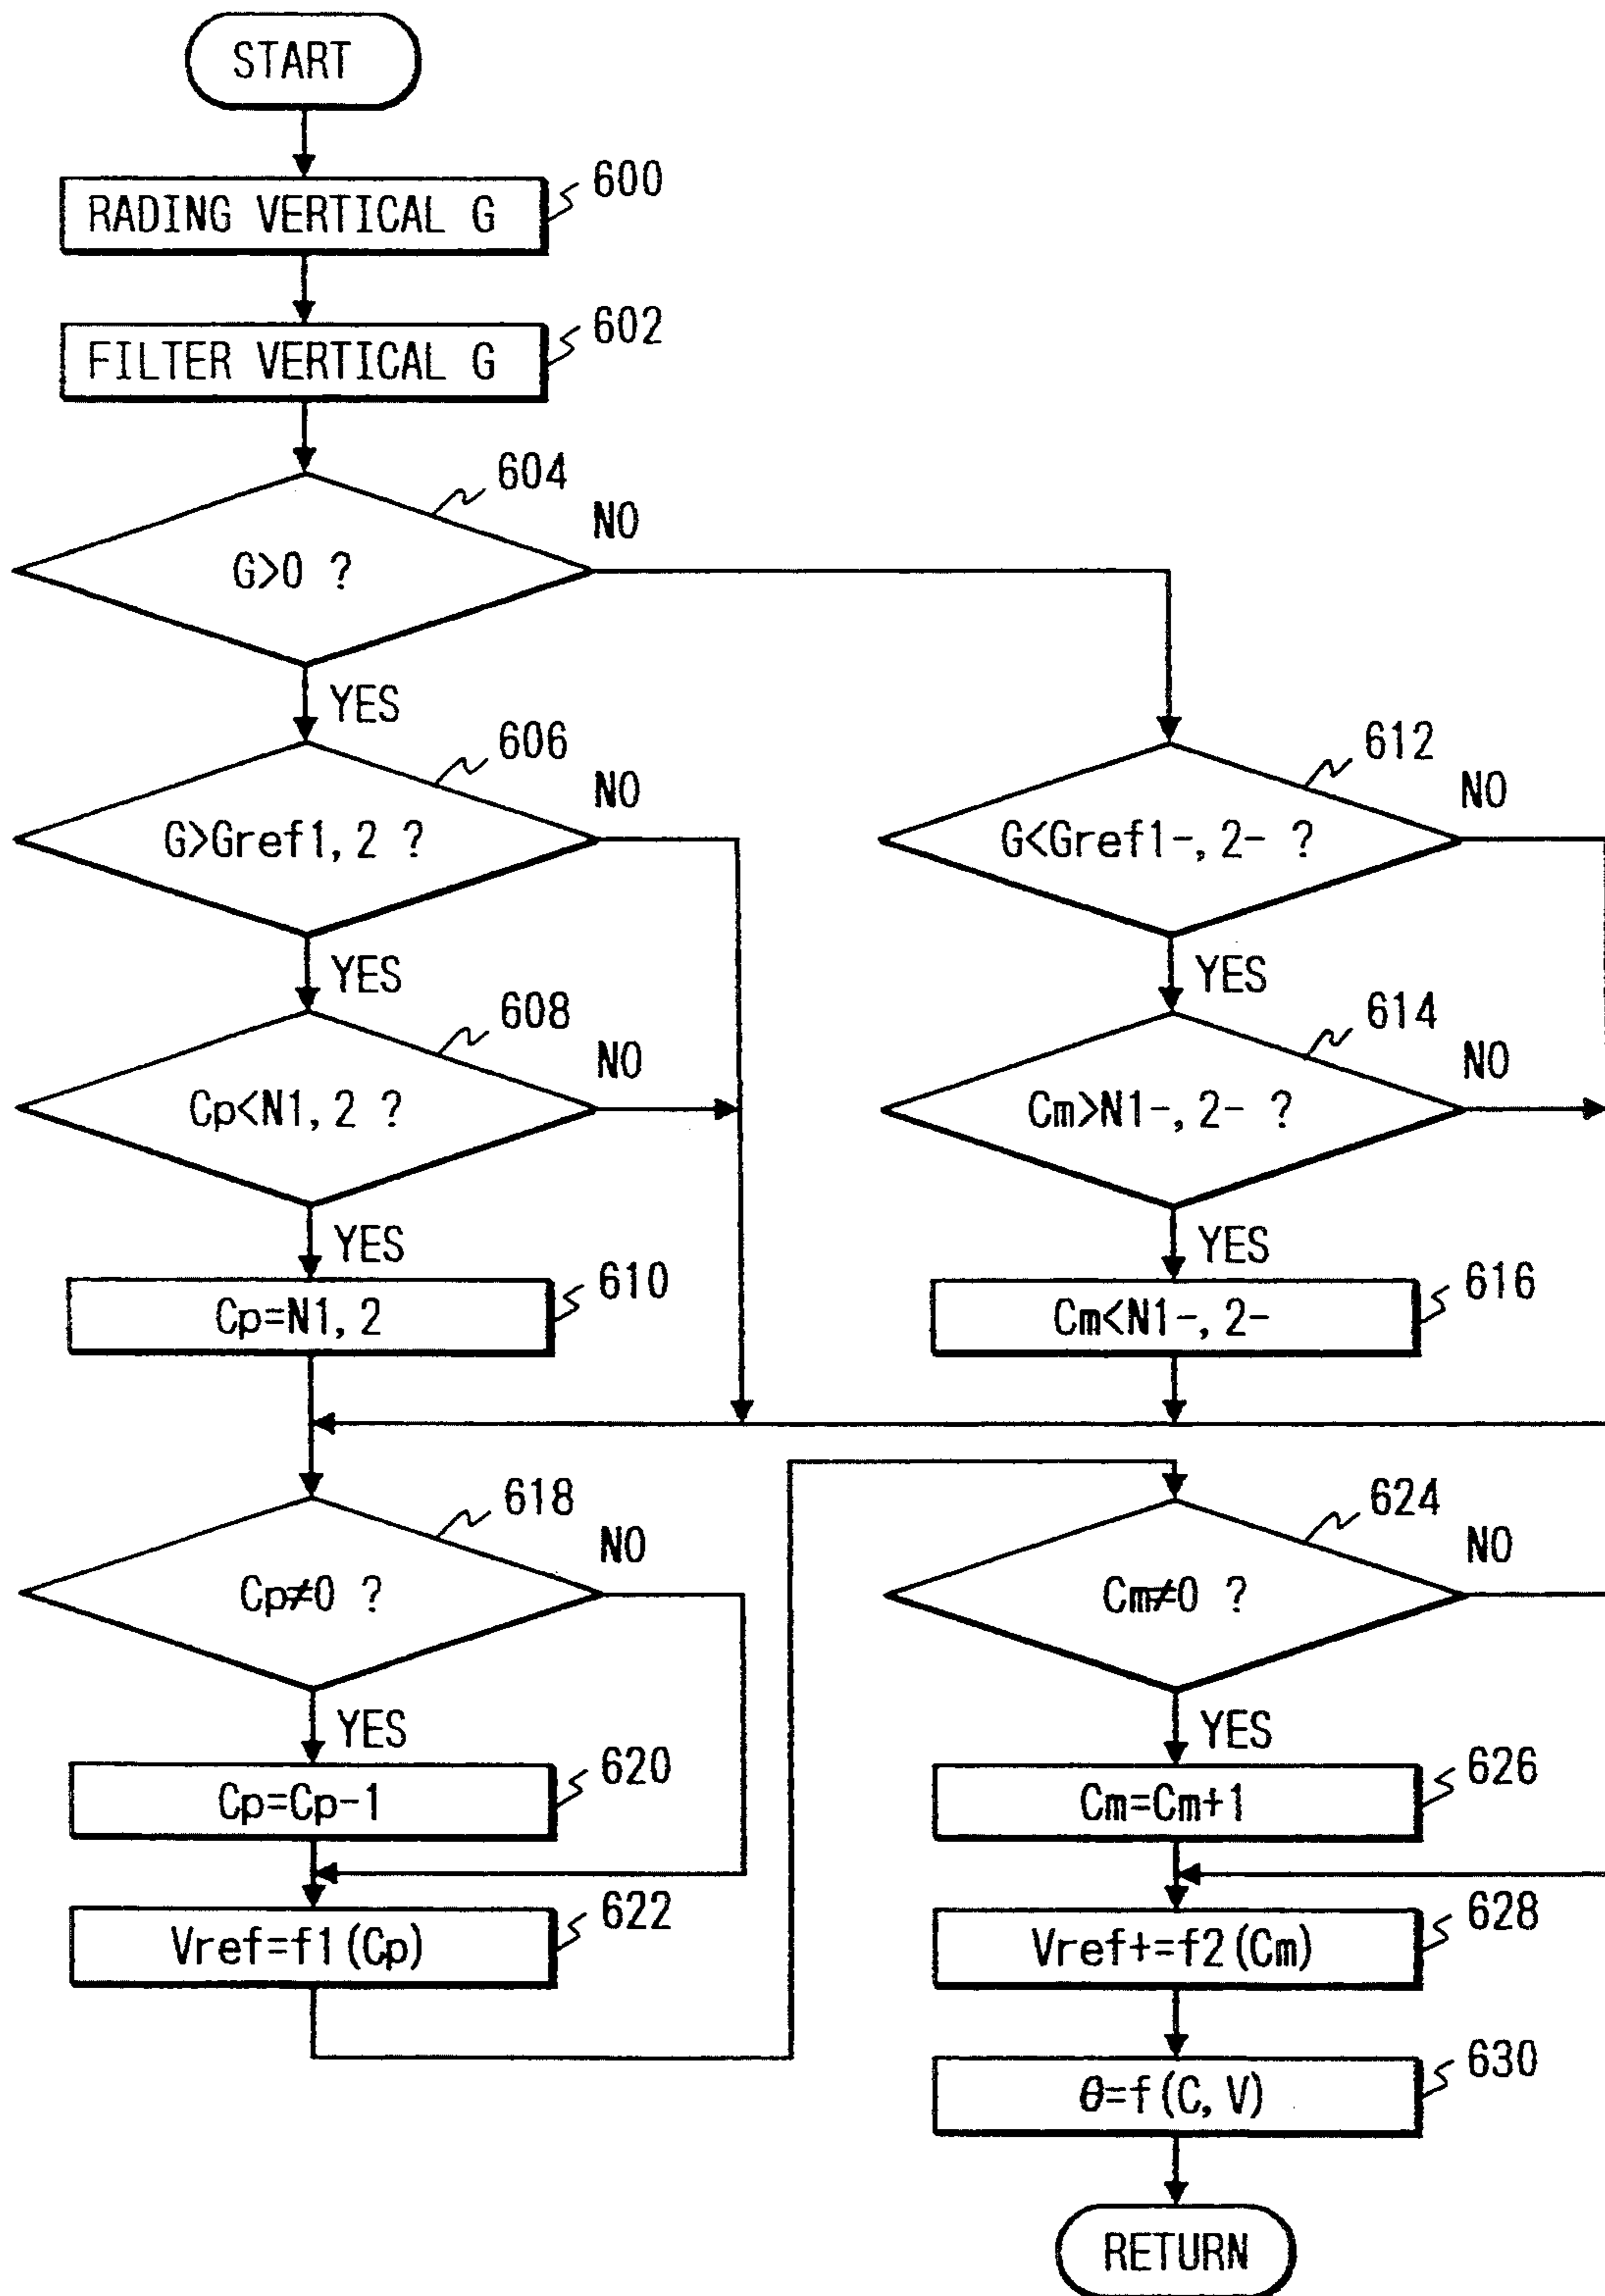 START
RADING VERTICAL G
600
FILTER VERTICAL G
602
604
G>0 ?
NO
YES
606
G>Gref1, 2 ?
NO
YES
608
Cp<N1, 2 ?
NO
YES
610
Cp=N1, 2
612
G<Gref1-, 2- ?
NO
YES
614
Cm>N1-, 2- ?
NO
YES
616
Cm<N1-, 2-
618
Cp≠0 ?
NO
YES
620
Cp=Cp-1
622
Vref=f1(Cp)
624
Cm≠0 ?
NO
YES
626
Cm=Cm+1
628
Vref+=f2(Cm)
630
θ=f(C, V)
RETURN